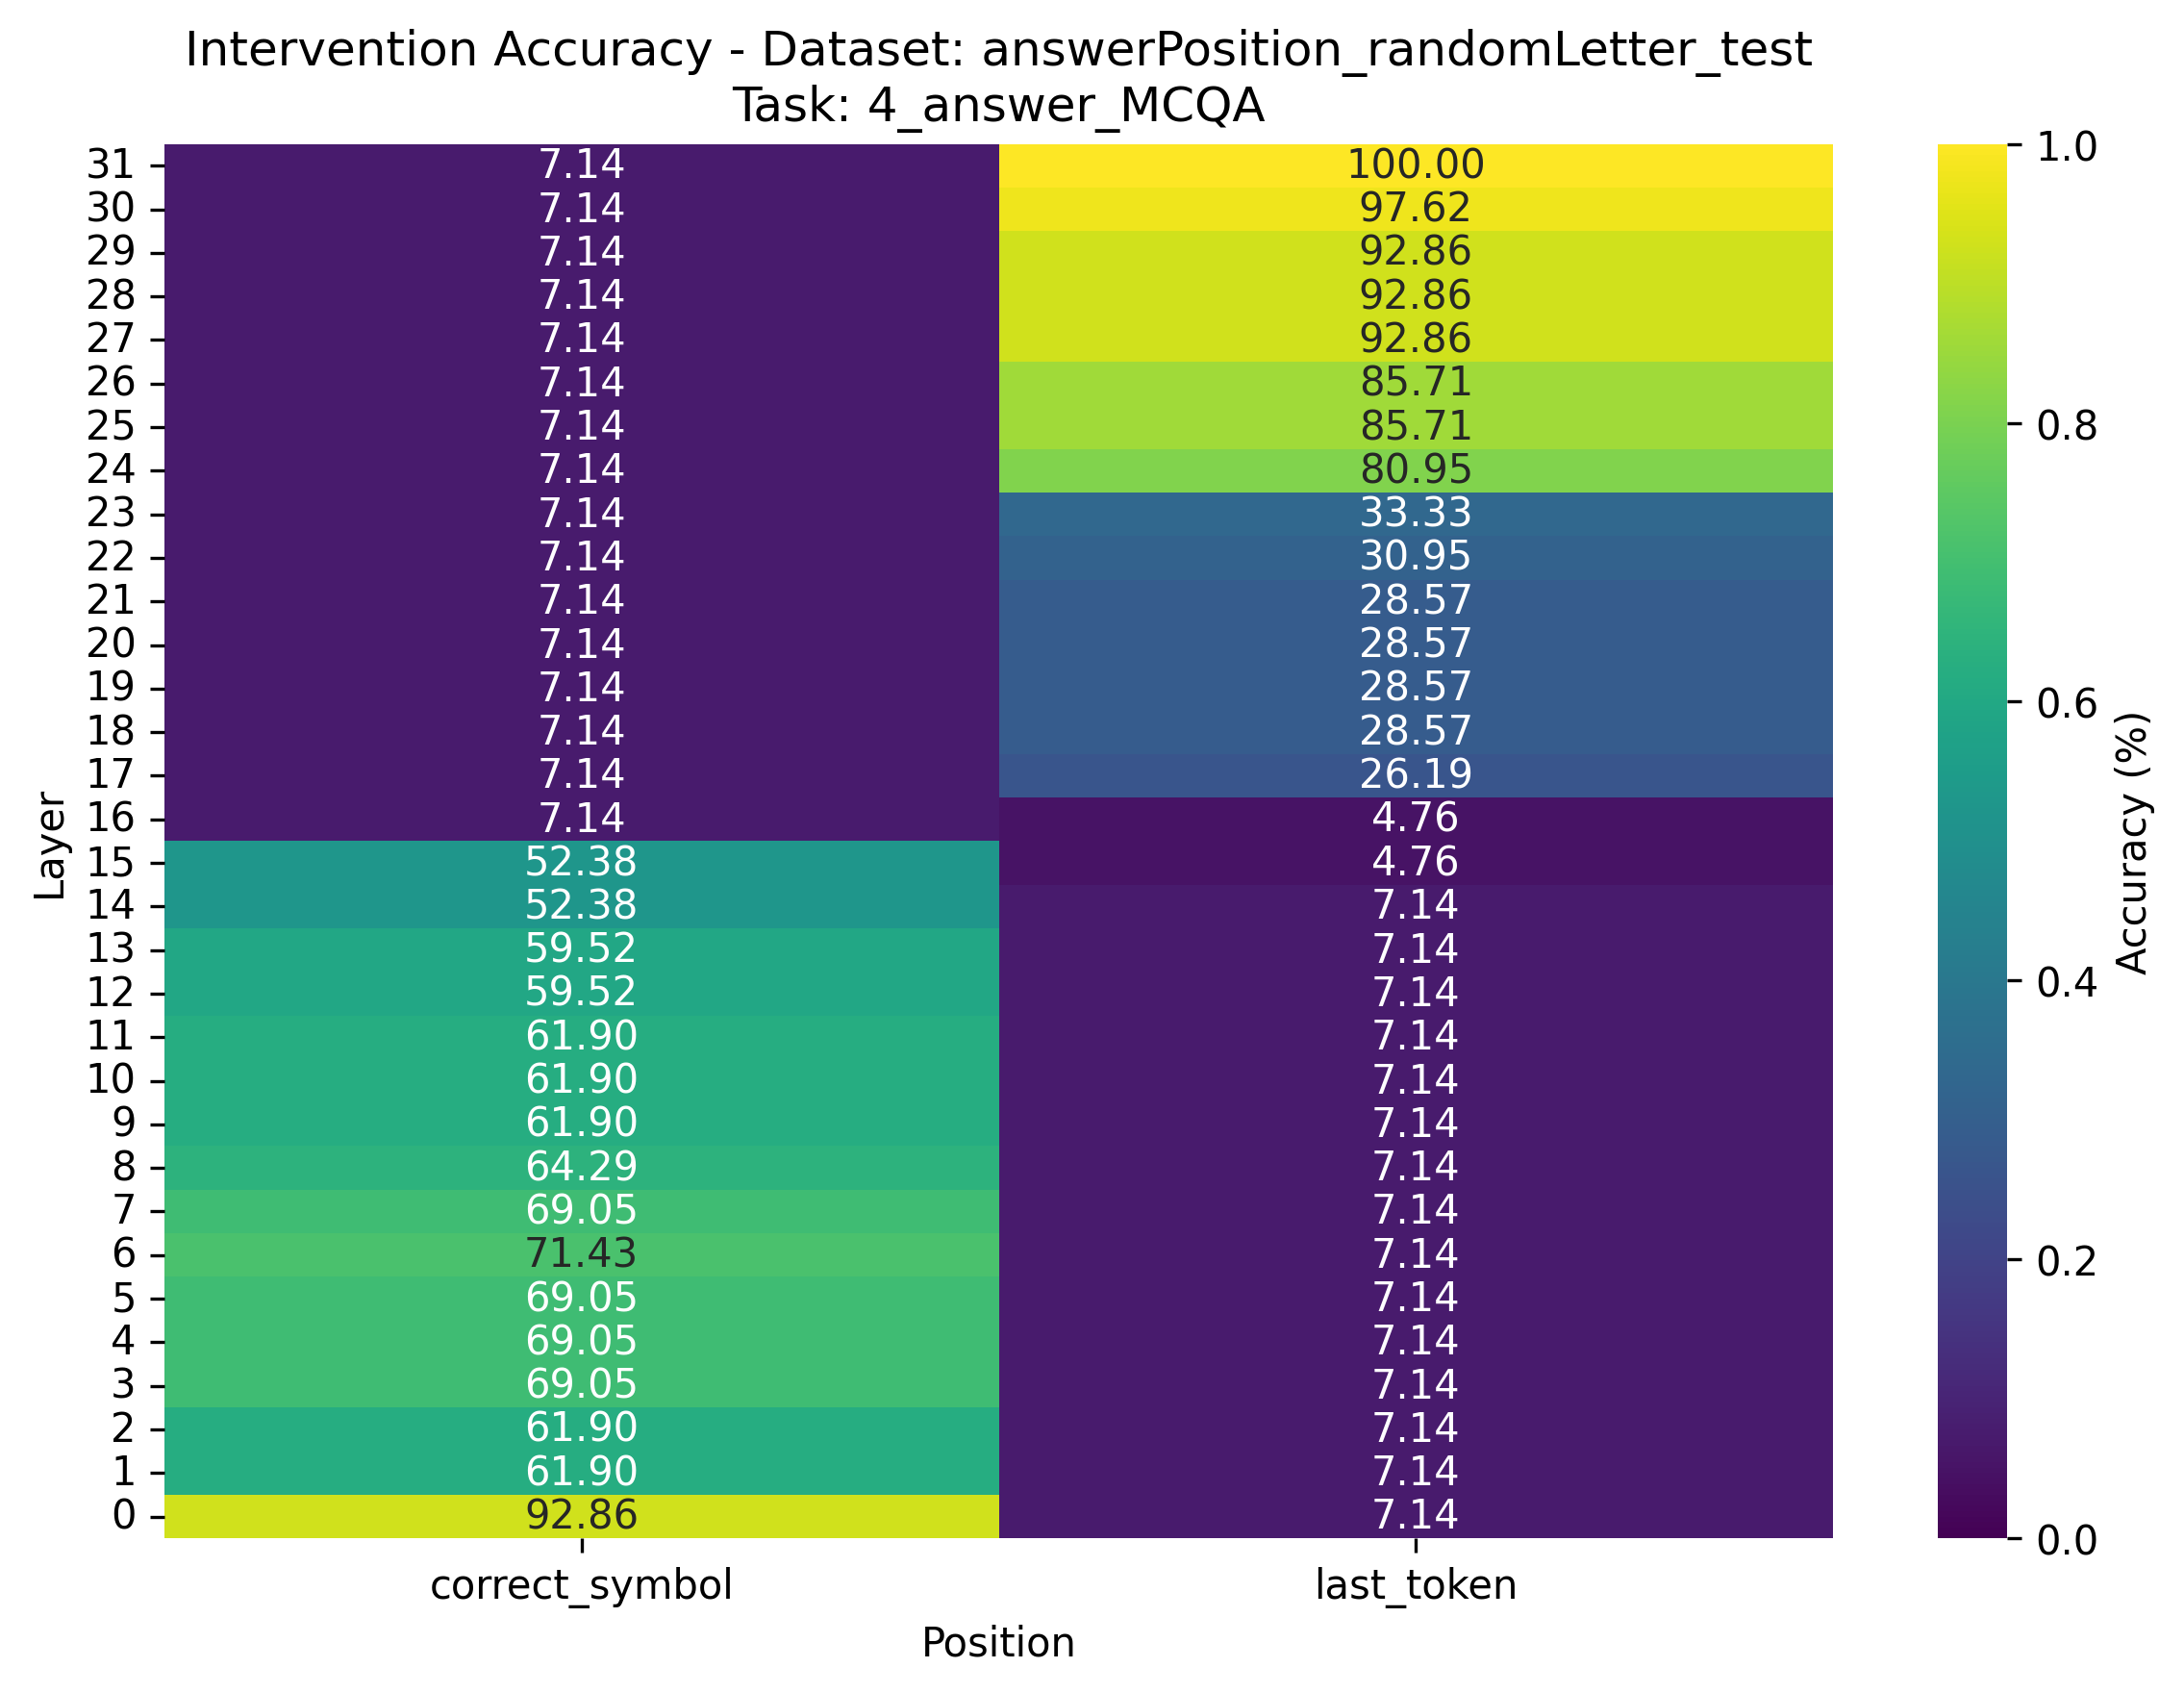 Intervention Accuracy - Dataset: answerPosition_randomLetter_test
Task: 4_answer_MCQA
31 7.14 100.00
30 7.14 97.62
29 7.14 92.86
28 7.14 92.86
27 7.14 92.86
26 7.14 85.71
25 7.14 85.71
24 7.14 80.95
23 7.14 33.33
22 7.14 30.95
21 7.14 28.57
20 7.14 28.57
19 7.14 28.57
18 7.14 28.57
17 7.14 26.19
16 7.14 4.76
15 52.38 4.76
14 52.38 7.14
13 59.52 7.14
12 59.52 7.14
11 61.90 7.14
10 61.90 7.14
9 61.90 7.14
8 64.29 7.14
7 69.05 7.14
6 71.43 7.14
5 69.05 7.14
4 69.05 7.14
3 69.05 7.14
2 61.90 7.14
1 61.90 7.14
0 92.86 7.14
correct_symbol last_token
Position
Layer
1.0
0.8
0.6
0.4
0.2
0.0
Accuracy (%)